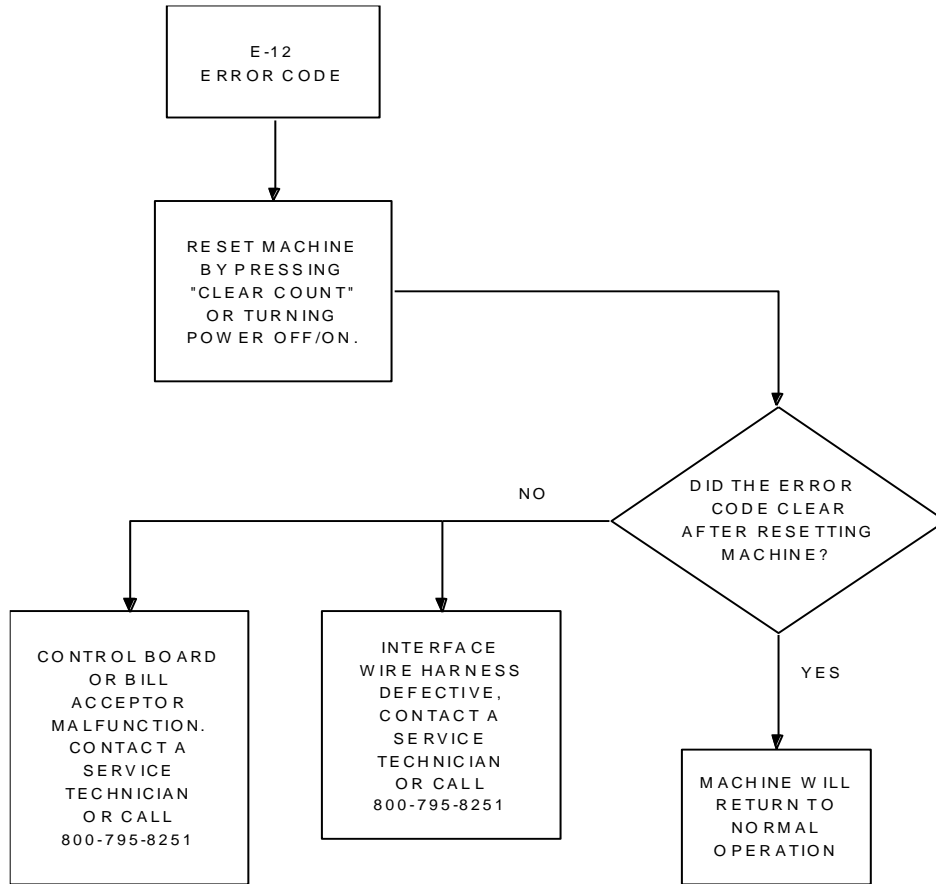 E-12
ERROR CODE
RESET MACHINE
BY PRESSING
"CLEAR COUNT"
OR TURNING
POWER OFF/ON.
DID THE ERROR
CODE CLEAR
AFTER RESETTING
MACHINE?
NO
YES
CONTROL BOARD
OR BILL
ACCEPTOR
MALFUNCTION.
CONTACT A
SERVICE
TECHNICIAN
OR CALL
800-795-8251
INTERFACE
WIRE HARNESS
DEFECTIVE,
CONTACT A
SERVICE
TECHNICIAN
OR CALL
800-795-8251
MACHINE WILL
RETURN TO
NORMAL
OPERATION